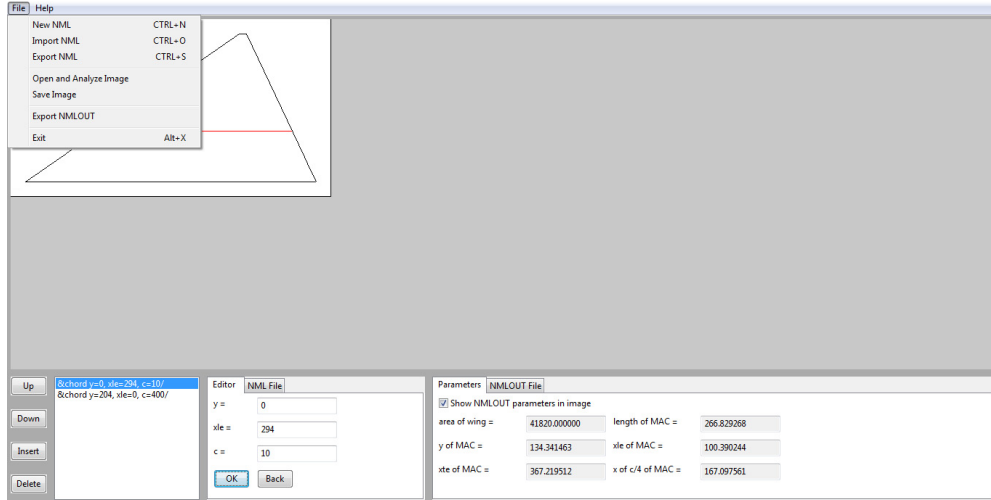 File Help
New NML CTRL+N
Import NML CTRL+O
Export NML CTRL+S
Open and Analyze Image
Save Image
Export NMLOUT
Exit Alt+X
Up
Down
Insert
Delete
&chord y=0, xle=294, c=10/
&chord y=204, xle=0, c=400/
Editor NML File
y = 0
xle = 294
c = 10
OK Back
Parameters NMLOUT File
Show NMLOUT parameters in image
area of wing = 41820.000000 length of MAC = 266.829268
y of MAC = 134.341463 xle of MAC = 100.390244
xte of MAC = 367.219512 x of c/4 of MAC = 167.097561